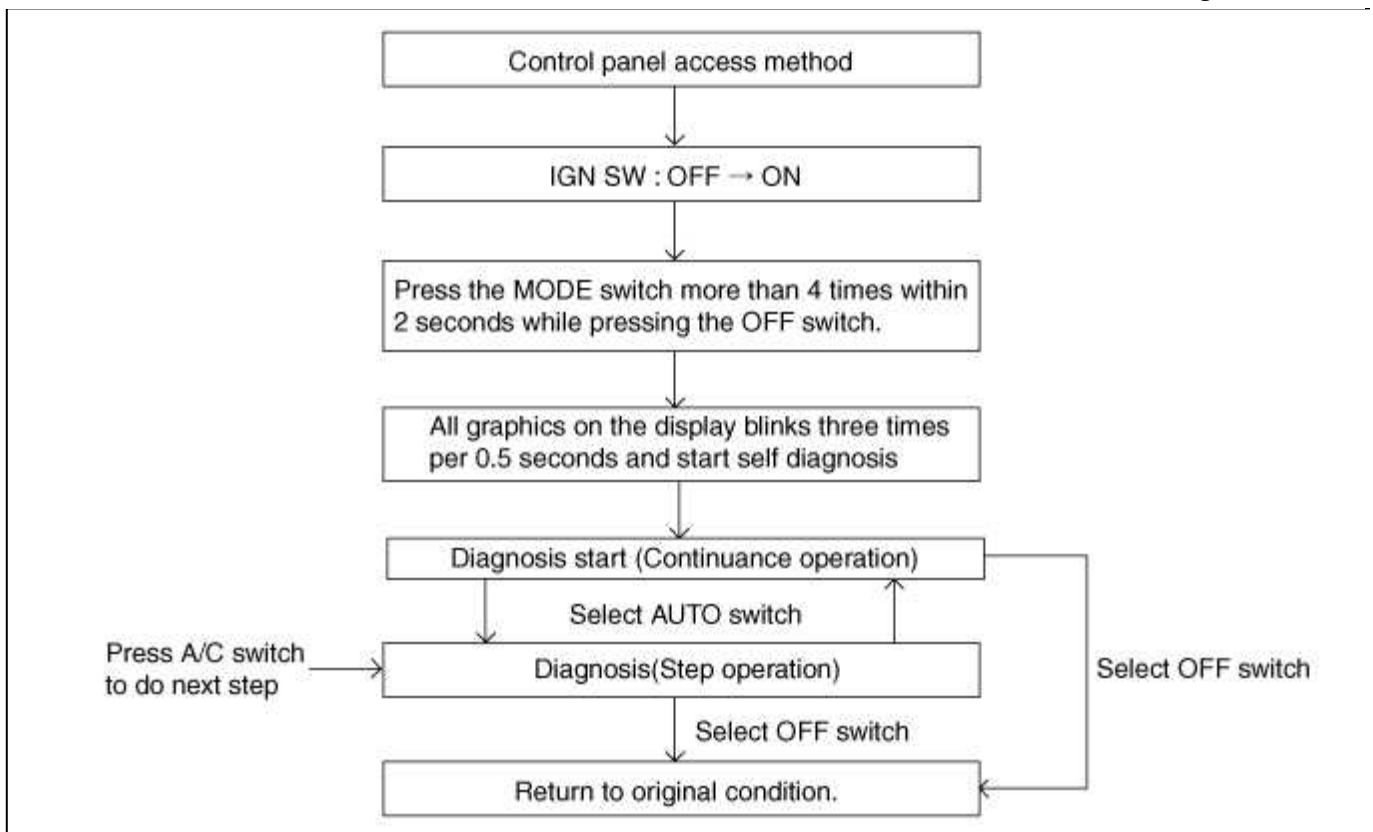 Control panel access method
IGN SW : OFF → ON
Press the MODE switch more than 4 times within
2 seconds while pressing the OFF switch.
All graphics on the display blinks three times
per 0.5 seconds and start self diagnosis
Diagnosis start (Continuance operation)
Select AUTO switch
Press A/C switch
to do next step
Diagnosis(Step operation)
Select OFF switch
Select OFF switch
Return to original condition.